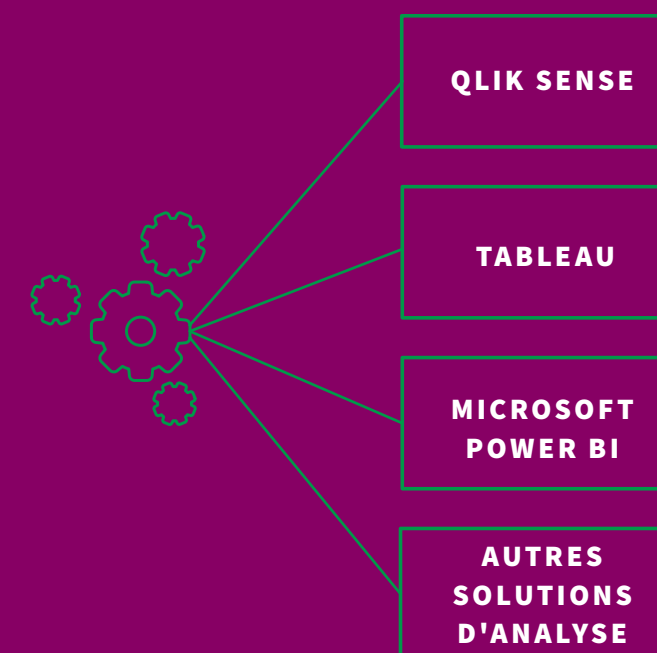 QLIK SENSE
TABLEAU
MICROSOFT
POWER BI
AUTRES
SOLUTIONS
D'ANALYSE